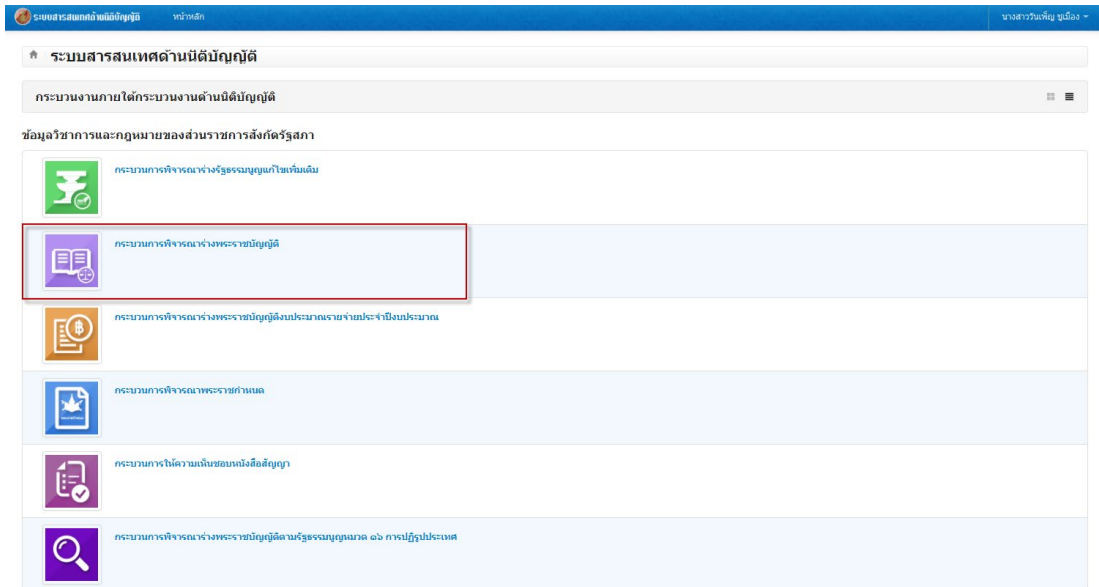 ระบบสารสนเทศด้านนิติบัญญัติ หน้าหลัก นางสาววันเพ็ญ ชูเมือง
ระบบสารสนเทศด้านนิติบัญญัติ
กระบวนงานภายใต้กระบวนงานด้านนิติบัญญัติ
ข้อมูลวิชาการและกฎหมายของส่วนราชการสังกัดรัฐสภา
กระบวนการพิจารณาร่างรัฐธรรมนูญแก้ไขเพิ่มเติม
กระบวนการพิจารณาร่างพระราชบัญญัติ
กระบวนการพิจารณาร่างพระราชบัญญัติงบประมาณรายจ่ายประจำปีงบประมาณ
กระบวนการพิจารณาพระราชกำหนด
กระบวนการให้ความเห็นชอบหนังสือสัญญา
กระบวนการพิจารณาร่างพระราชบัญญัติตามรัฐธรรมนูญหมวด ๑๖ การปฏิรูปประเทศ